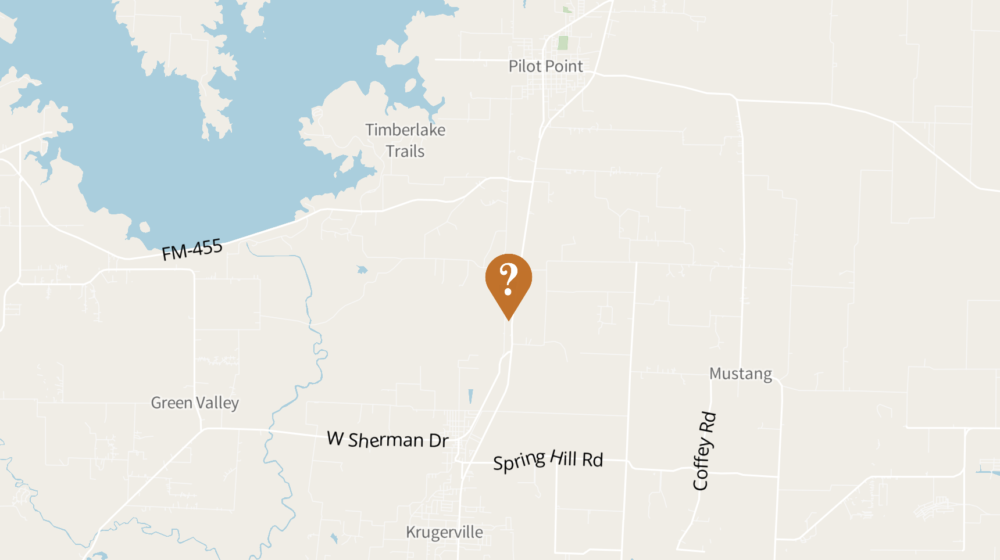 Pilot Point
Timberlake
Trails
FM-455
?
Mustang
Green Valley
W Sherman Dr
Spring Hill Rd
Coffey Rd
Krugerville